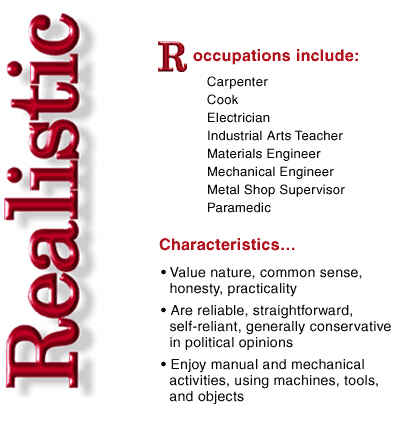 Realistic
R occupations include:
Carpenter
Cook
Electrician
Industrial Arts Teacher
Materials Engineer
Mechanical Engineer
Metal Shop Supervisor
Paramedic
Characteristics...
• Value nature, common sense,
honesty, practicality
• Are reliable, straightforward,
self-reliant, generally conservative
in political opinions
• Enjoy manual and mechanical
activities, using machines, tools,
and objects